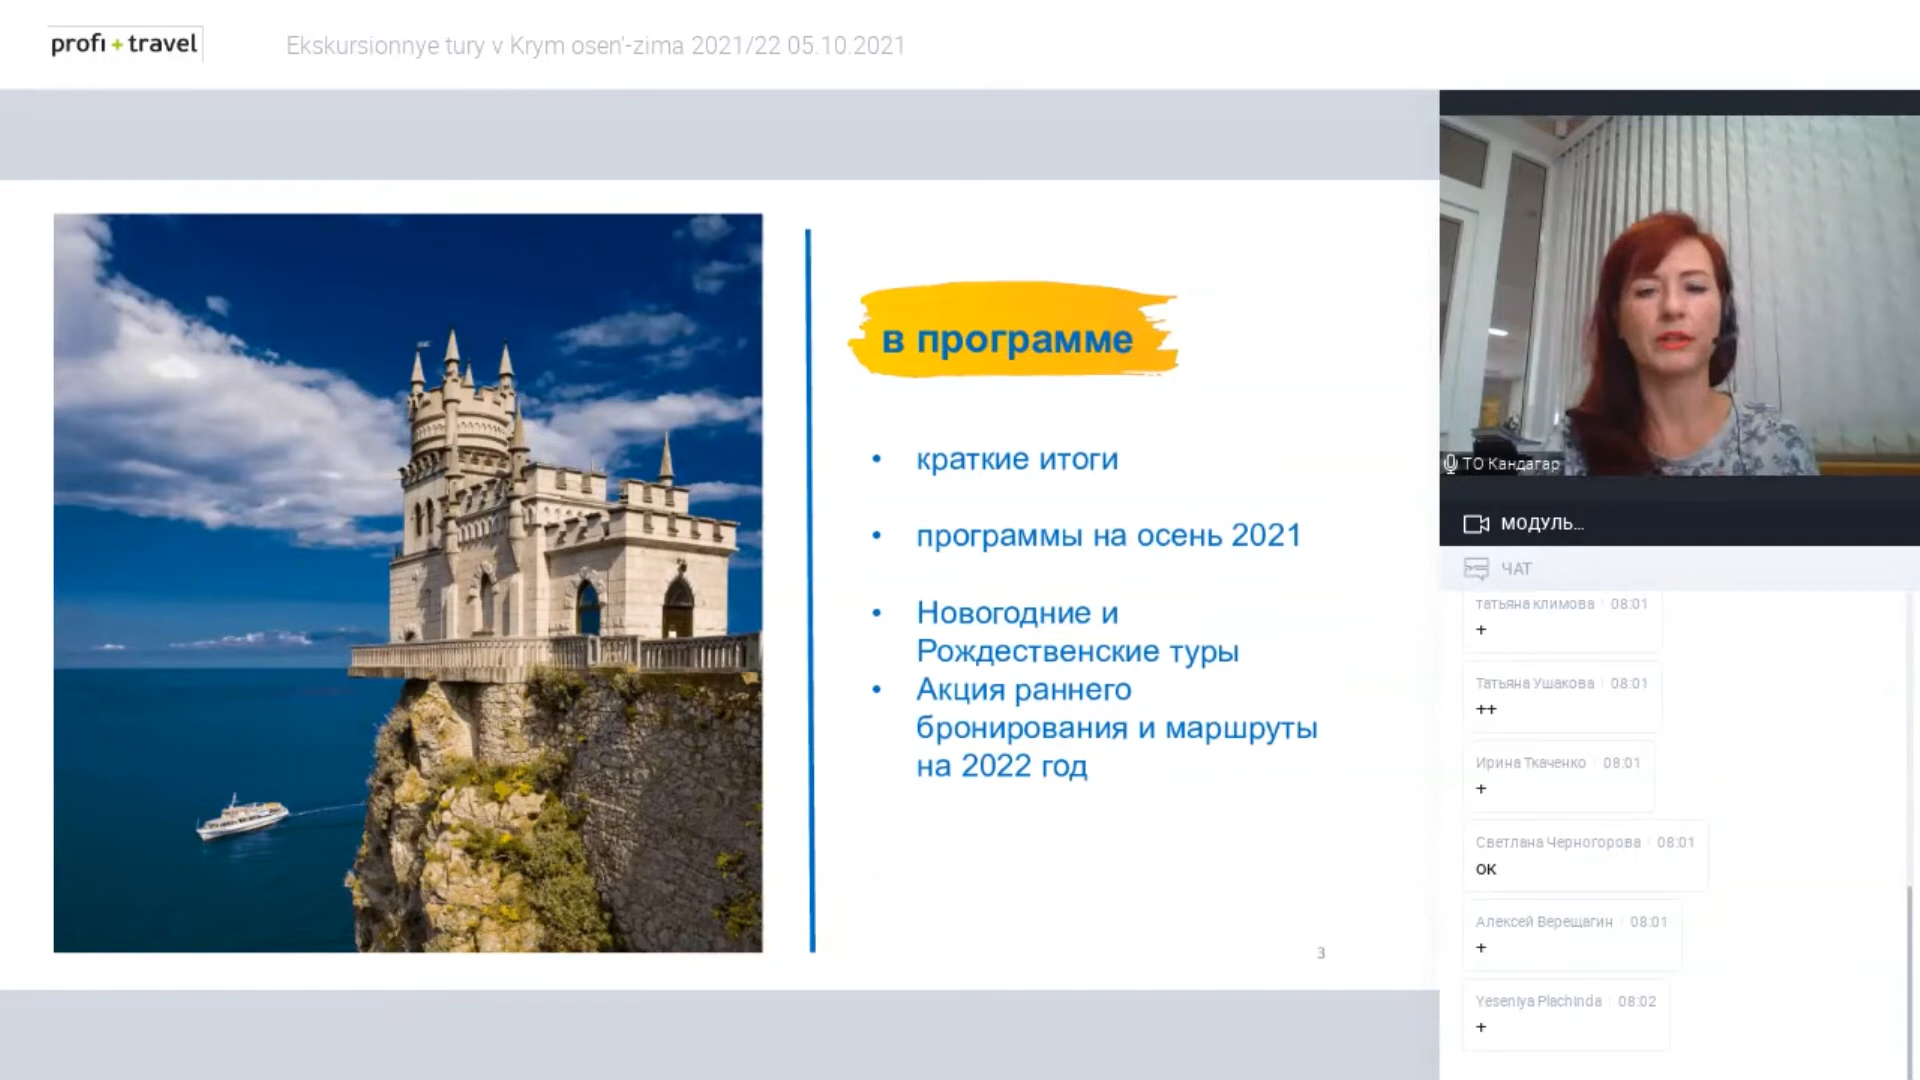 profi + travel
Ekskursionnye tury v Krym osen'-zima 2021/22 05.10.2021
в программе
• краткие итоги
• программы на осень 2021
• Новогодние и
Рождественские туры
• Акция раннего
бронирования и маршруты
на 2022 год
3
ТО Кандагар
МОДУЛЬ...
ЧАТ
татьяна климова 08:01
+
Татьяна Ушакова 08:01
++
Ирина Ткаченко 08:01
+
Светлана Черногорова 08:01
ок
Алексей Верещагин 08:01
+
Yeseniya Plachinda 08:02
+